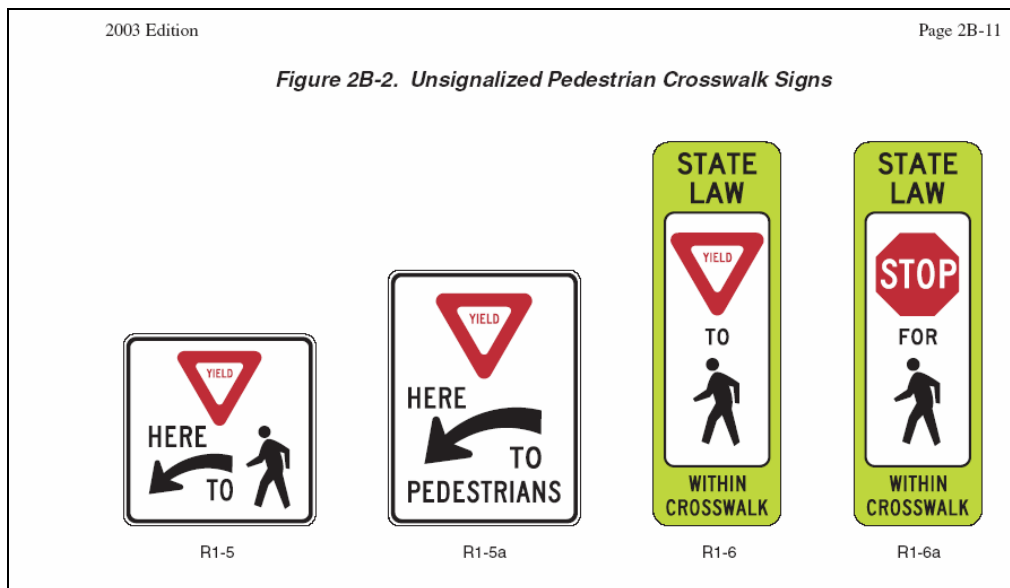 2003 Edition
Page 2B-11
Figure 2B-2. Unsignalized Pedestrian Crosswalk Signs
YIELD
HERE
TO
R1-5
YIELD
HERE
TO
PEDESTRIANS
R1-5a
STATE
LAW
YIELD
TO
WITHIN
CROSSWALK
R1-6
STATE
LAW
STOP
FOR
WITHIN
CROSSWALK
R1-6a